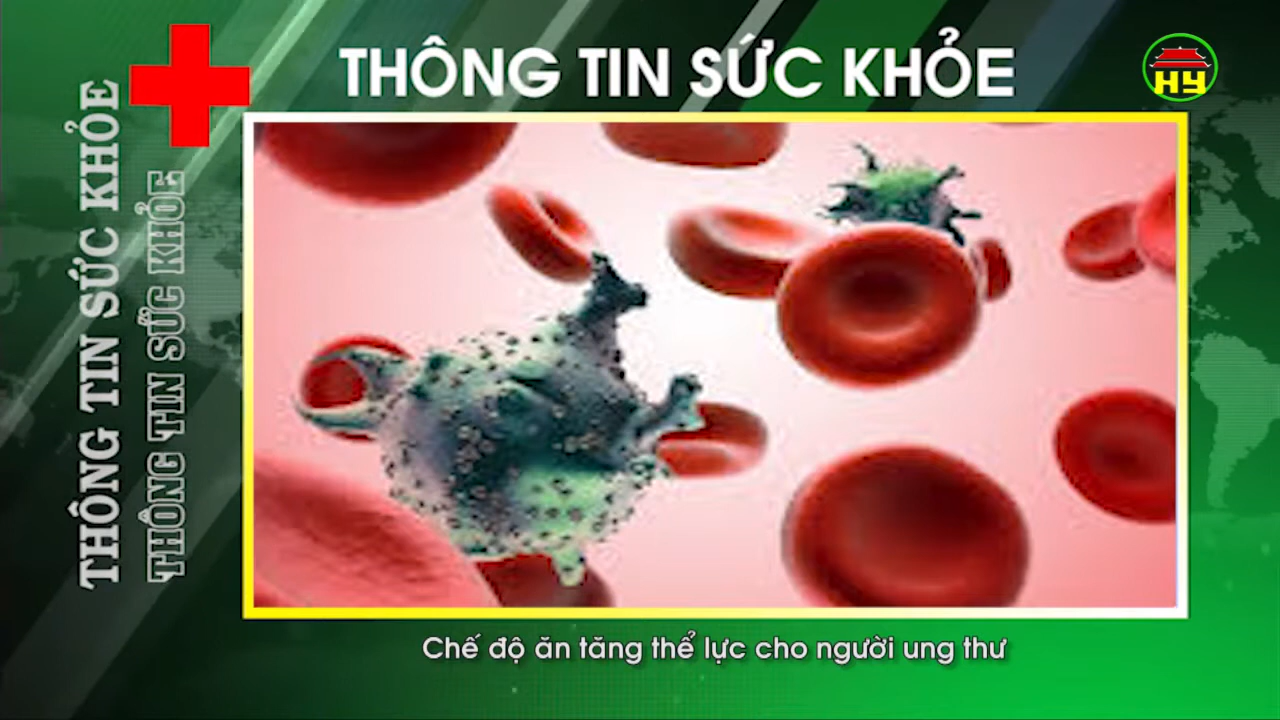 THÔNG TIN SỨC KHỎE
HY
THÔNG TIN SỨC KHỎE
THÔNG TIN SỨC KHỎE
Chế độ ăn tăng thể lực cho người ung thư